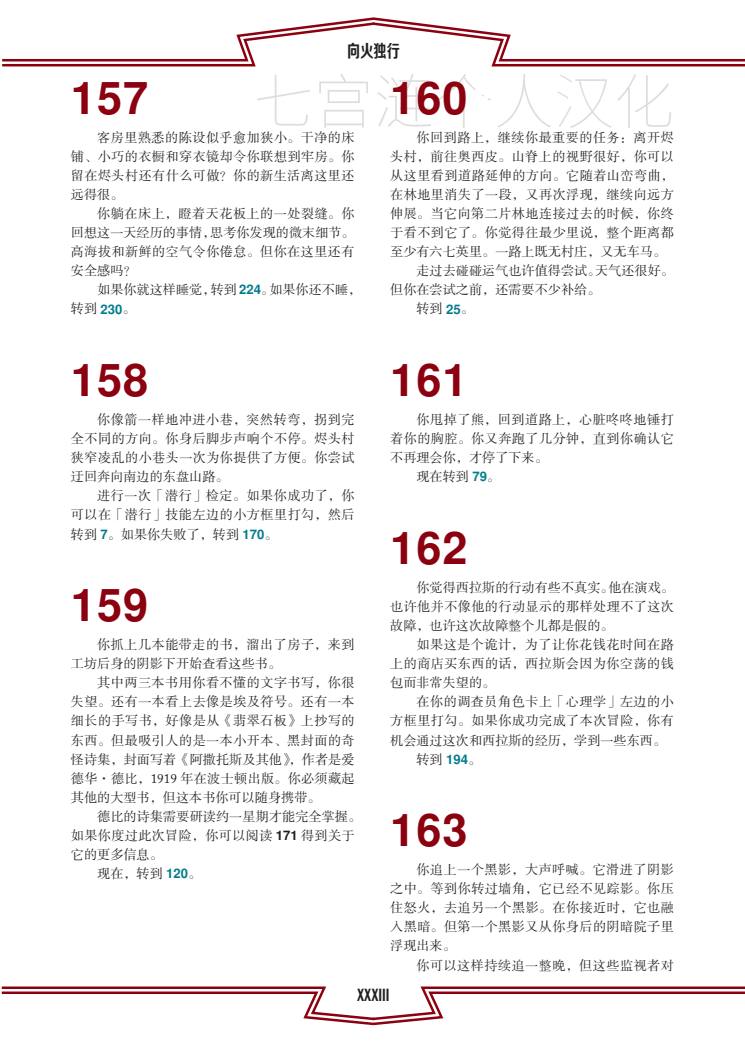 向火独行
七宫涟个人汉化
157
客房里熟悉的陈设似乎愈加狭小。干净的床
铺、小巧的衣橱和穿衣镜却令你联想到牢房。你
留在烬头村还有什么可做？你的新生活离这里还
远得很。
你躺在床上，瞪着天花板上的一处裂缝。你
回想这一天经历的事情，思考你发现的微末细节。
高海拔和新鲜的空气令你倦怠。但你在这里还有
安全感吗？
如果你就这样睡觉，转到 224。如果你还不睡，
转到 230。
158
你像箭一样地冲进小巷，突然转弯，拐到完
全不同的方向。你身后脚步声响个不停。烬头村
狭窄凌乱的小巷头一次为你提供了方便。你尝试
迂回奔向南边的东盘山路。
进行一次「潜行」检定。如果你成功了，你
可以在「潜行」技能左边的小方框里打勾，然后
转到 7。如果你失败了，转到 170。
159
你抓上几本能带走的书，溜出了房子，来到
工坊后身的阴影下开始查看这些书。
其中两三本书用你看不懂的文字书写，你很
失望。还有一本看上去像是埃及符号。还有一本
细长的手写书，好像是从《翡翠石板》上抄写的
东西。但最吸引人的是一本小开本、黑封面的奇
怪诗集，封面写着《阿撒托斯及其他》，作者是爱
德华·德比，1919 年在波士顿出版。你必须藏起
其他的大型书，但这本书你可以随身携带。
德比的诗集需要研读约一星期才能完全掌握。
如果你度过此次冒险，你可以阅读 171 得到关于
它的更多信息。
现在，转到 120。
160
你回到路上，继续你最重要的任务：离开烬
头村，前往奥西皮。山脊上的视野很好，你可以
从这里看到道路延伸的方向。它随着山峦弯曲，
在林地里消失了一段，又再次浮现，继续向远方
伸展。当它向第二片林地连接过去的时候，你终
于看不到它了。你觉得往最少里说，整个距离都
至少有六七英里。一路上既无村庄，又无车马。
走过去碰碰运气也许值得尝试。天气还很好。
但你在尝试之前，还需要不少补给。
转到 25。
161
你甩掉了熊，回到道路上，心脏咚咚地锤打
着你的胸腔。你又奔跑了几分钟，直到你确认它
不再理会你，才停了下来。
现在转到 79。
162
你觉得西拉斯的行动有些不真实。他在演戏。
也许他并不像他的行动显示的那样处理不了这次
故障，也许这次故障整个儿都是假的。
如果这是个诡计，为了让你花钱花时间在路
上的商店买东西的话，西拉斯会因为你空荡的钱
包而非常失望的。
在你的调查员角色卡上「心理学」左边的小
方框里打勾。如果你成功完成了本次冒险，你有
机会通过这次和西拉斯的经历，学到一些东西。
转到 194。
163
你追上一个黑影，大声呼喊。它滑进了阴影
之中。等到你转过墙角，它已经不见踪影。你压
住怒火，去追另一个黑影。在你接近时，它也融
入黑暗。但第一个黑影又从你身后的阴暗院子里
浮现出来。
你可以这样持续追一整晚，但这些监视者对
XXXIII